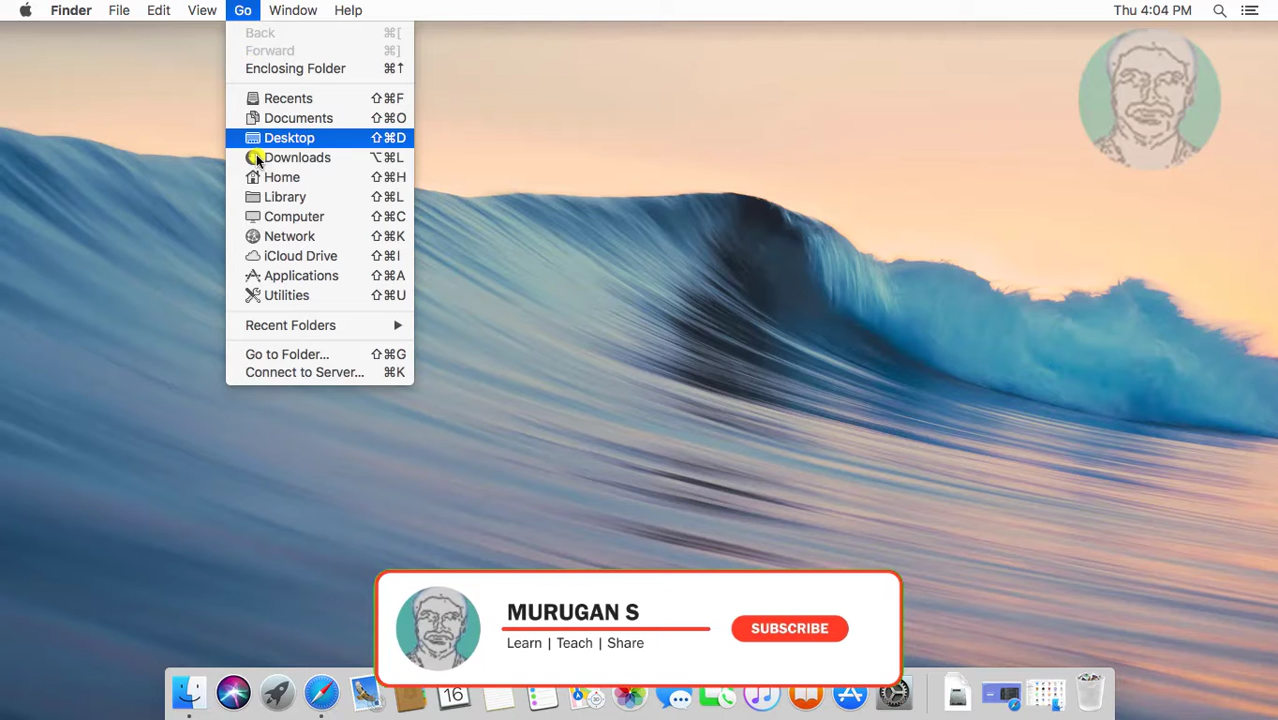 Finder File Edit View Go Window Help Thu 4:04 PM
Back ⌘[
Forward ⌘]
Enclosing Folder ⌘↑
Recents ⇧⌘F
Documents ⇧⌘O
Desktop ⇧⌘D
Downloads ⌥⌘L
Home ⇧⌘H
Library ⇧⌘L
Computer ⇧⌘C
Network ⇧⌘K
iCloud Drive ⇧⌘I
Applications ⇧⌘A
Utilities ⇧⌘U
Recent Folders
Go to Folder... ⇧⌘G
Connect to Server... ⌘K
MURUGAN S
Learn | Teach | Share
SUBSCRIBE
16